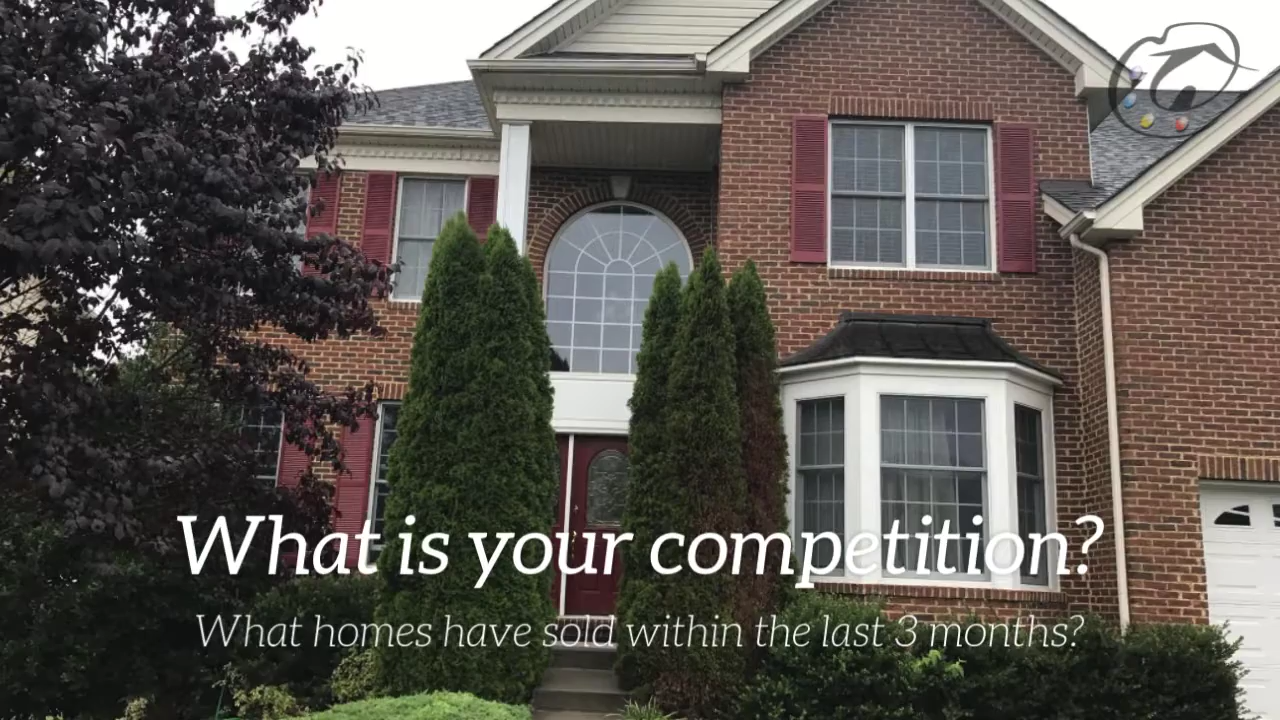 What is your competition?
What homes have sold within the last 3 months?